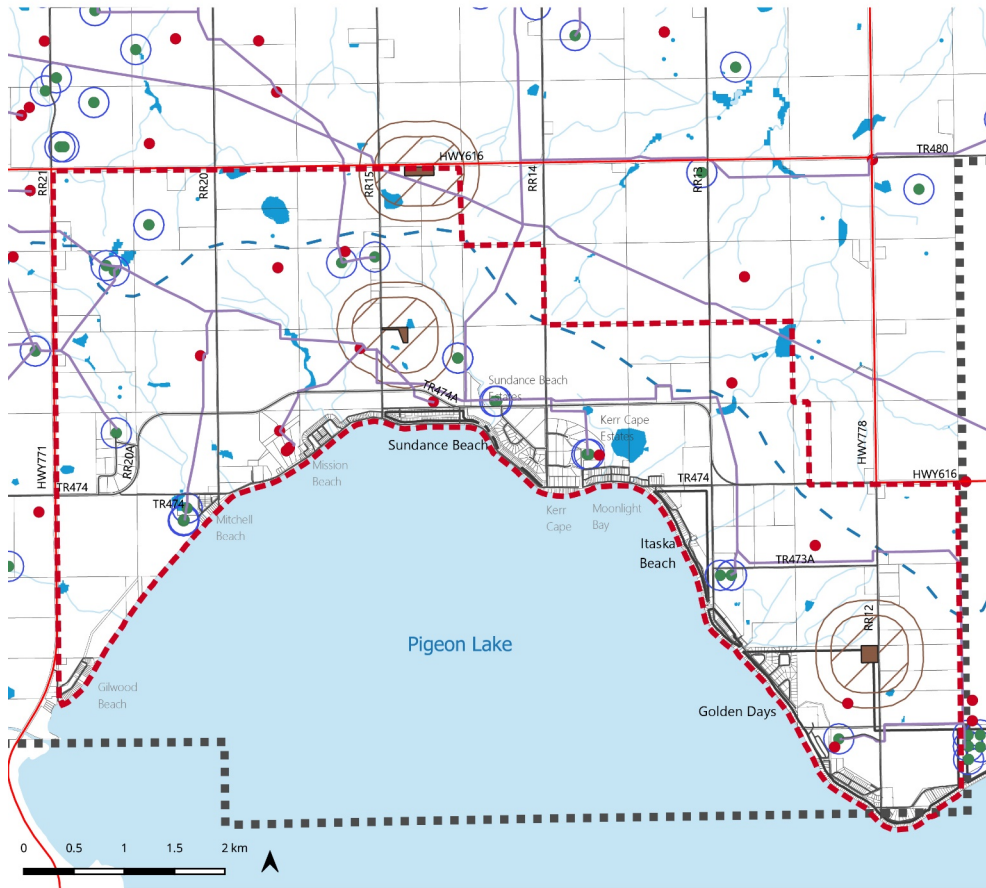 HWY616
TR480
RR21
RR20
RR15
RR14
RR13
Sundance Beach
Estates
TR474A
Kerr Cape
Estates
HWY778
Sundance Beach
Mission
Beach
RR20A
HWY771
TR474
TR474
TR474
HWY616
Mitchell
Beach
Kerr
Cape
Moonlight
Bay
Itaska
Beach
TR473A
RR12
Pigeon Lake
Gilwood
Beach
Golden Days
0 0.5 1 1.5 2 km